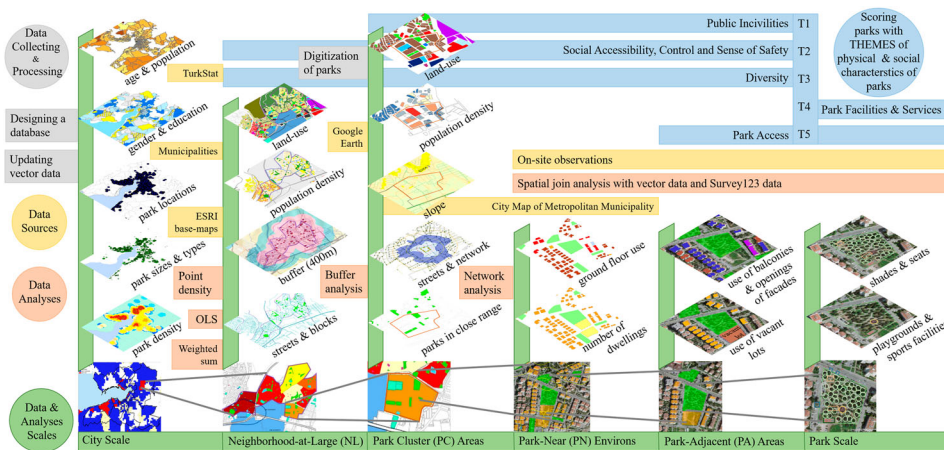 Data
Collecting
&
Processing
Designing a
database
Updating
vector data
Data
Sources
Data
Analyses
Data &
Analyses
Scales
age & population
gender & education
park locations
park sizes & types
park density
City Scale
TurkStat
Municipalities
ESRI
base-maps
Point
density
OLS
Weighted
sum
land-use
population density
buffer (400m)
streets & blocks
Neighborhood-at-Large (NL)
Digitization
of parks
Google
Earth
Buffer
analysis
land-use
population
density
slope
streets & network
parks in close range
Park Cluster (PC) Areas
Network
analysis
Public Incivilities T1
Social Accessibility, Control and Sense of Safety T2
Diversity T3
T4 Park Facilities & Services
Park Access T5
Scoring
parks with
THEMES of
physical & social
characterstics of
parks
On-site observations
Spatial join analysis with vector data and Survey123 data
City Map of Metropolitan Municipality
ground floor use
number of
dwellings
Park-Near (PN) Environs
use of balconies
& openings
of facades
use of vacant
lots
Park-Adjacent (PA) Areas
shades & seats
playgrounds &
sports facilities
Park Scale